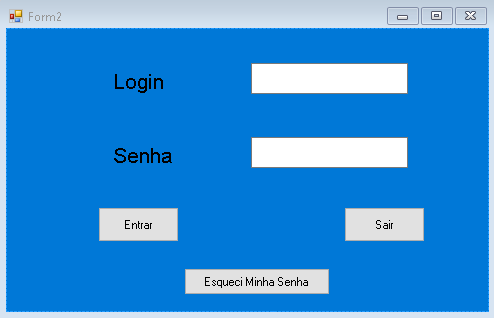 Form2
Login
Senha
Entrar
Sair
Esqueci Minha Senha